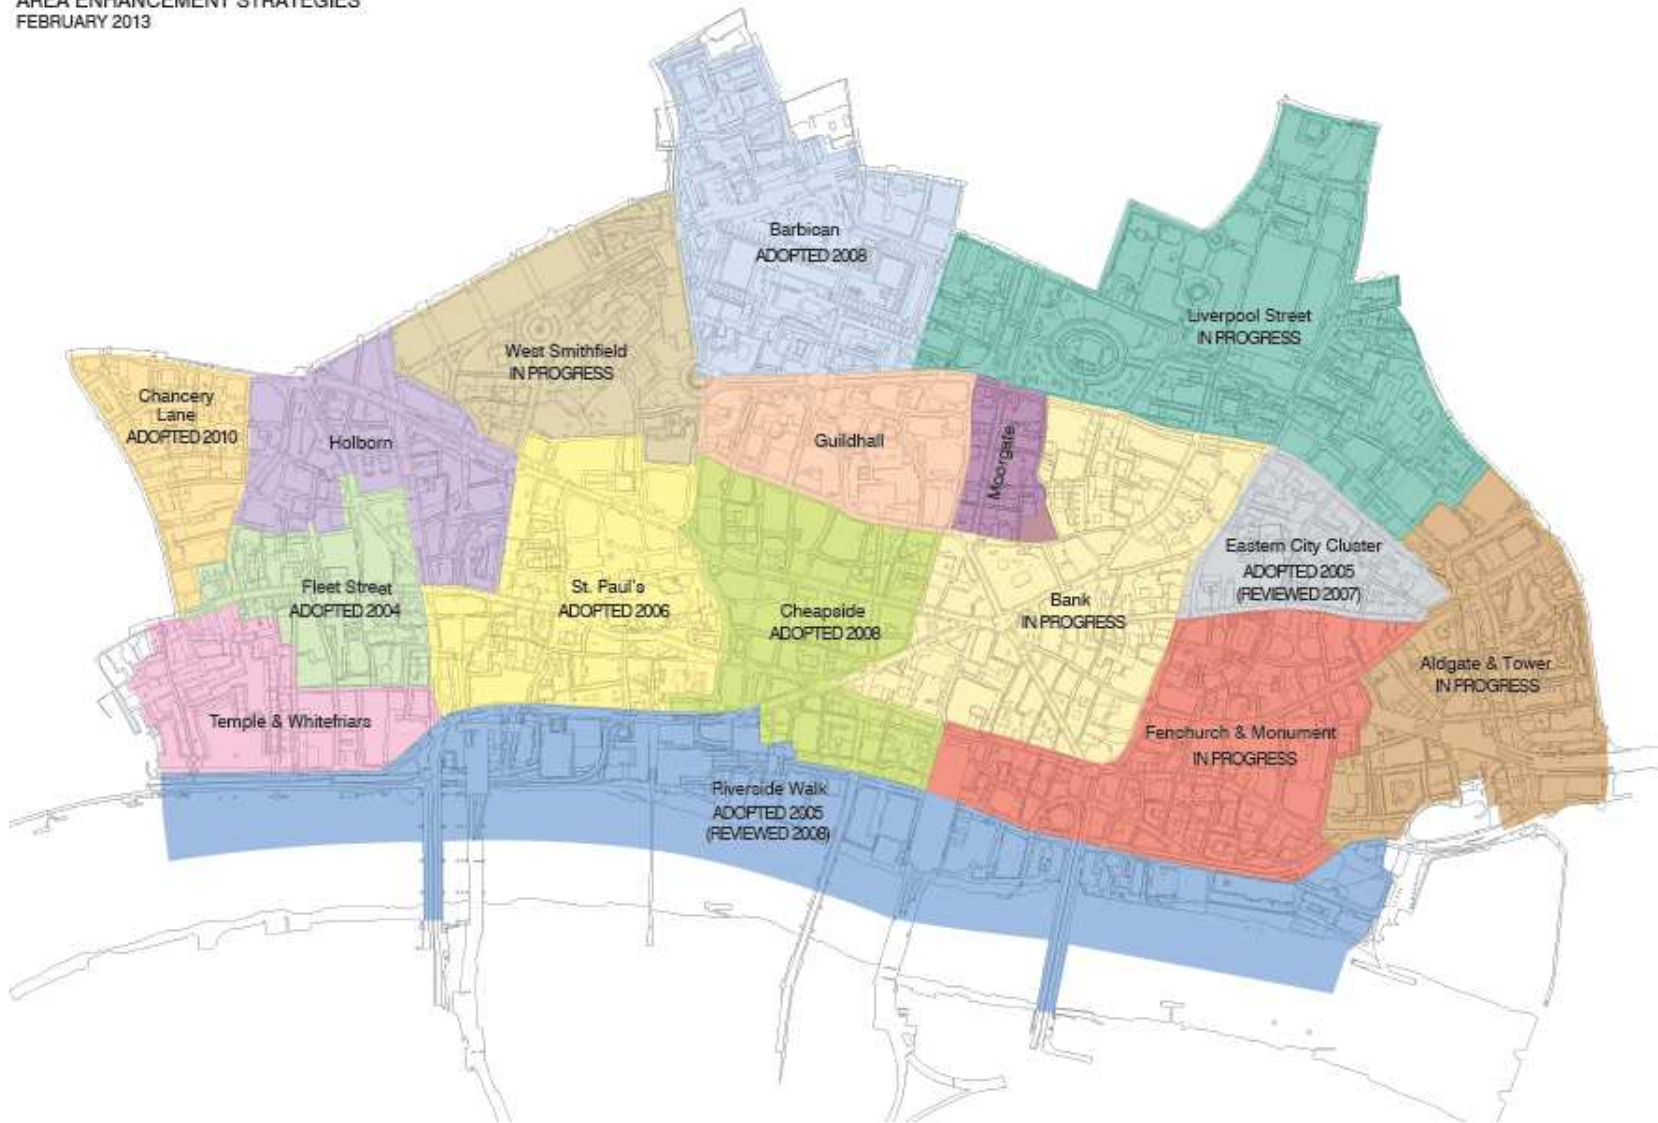 AREA ENHANCEMENT STRATEGIES
FEBRUARY 2013
Barbican
ADOPTED 2008
Liverpool Street
IN PROGRESS
West Smithfield
IN PROGRESS
Chancery
Lane
ADOPTED 2010
Holborn
Guildhall
Moorgate
Eastern City Cluster
ADOPTED 2005
(REVIEWED 2007)
Fleet Street
ADOPTED 2004
St. Paul's
ADOPTED 2006
Cheapside
ADOPTED 2008
Bank
IN PROGRESS
Aldgate & Tower
IN PROGRESS
Temple & Whitefriars
Fenchurch & Monument
IN PROGRESS
Riverside Walk
ADOPTED 2005
(REVIEWED 2008)